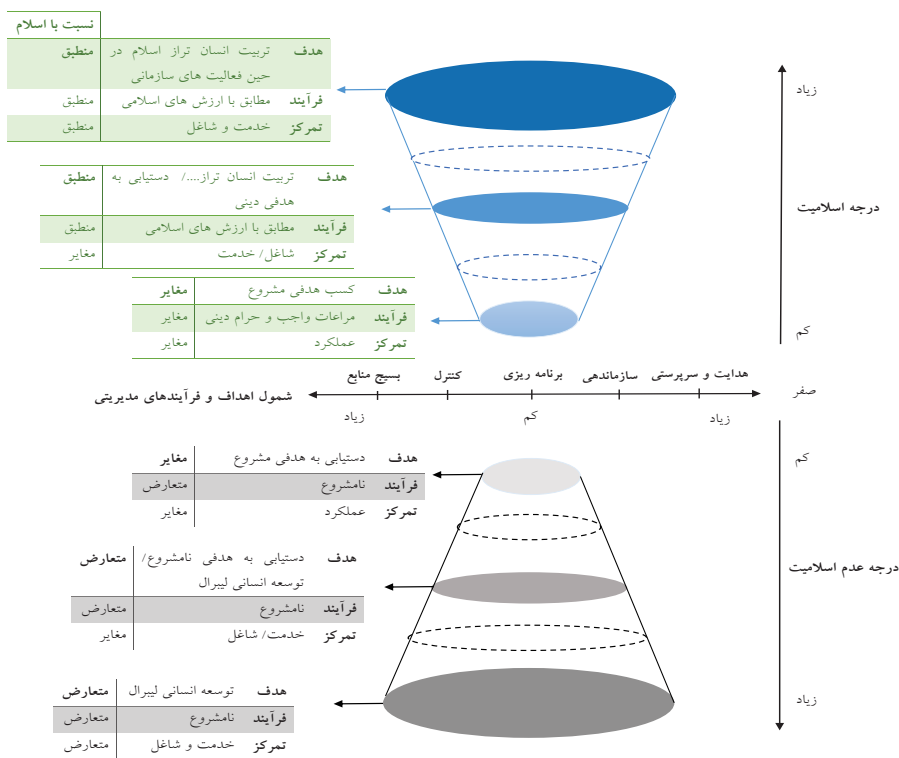 نسبت با اسلام
هدف تربیت انسان تراز اسلام در منطبق
حین فعالیت های سازمانی
فرآیند مطابق با ارزش های اسلامی منطبق
تمرکز خدمت و شاغل منطبق
زیاد
هدف تربیت انسان تراز..../ دستیابی به منطبق
هدفی دینی
فرآیند مطابق با ارزش های اسلامی منطبق
تمرکز شاغل/ خدمت مغایر
درجه اسلامیت
هدف کسب هدفی مشروع مغایر
فرآیند مراعات واجب و حرام دینی مغایر
تمرکز عملکرد مغایر
کم
هدایت و سرپرستی سازماندهی برنامه ریزی کنترل بسیج منابع
صفر
شمول اهداف و فرآیندهای مدیریتی
زیاد کم زیاد
کم
هدف دستیابی به هدفی مشروع مغایر
فرآیند نامشروع متعارض
تمرکز عملکرد مغایر
هدف دستیابی به هدفی نامشروع/ متعارض
توسعه انسانی لیبرال
فرآیند نامشروع متعارض
تمرکز خدمت/ شاغل مغایر
درجه عدم اسلامیت
هدف توسعه انسانی لیبرال متعارض
فرآیند نامشروع متعارض
تمرکز خدمت و شاغل متعارض
زیاد